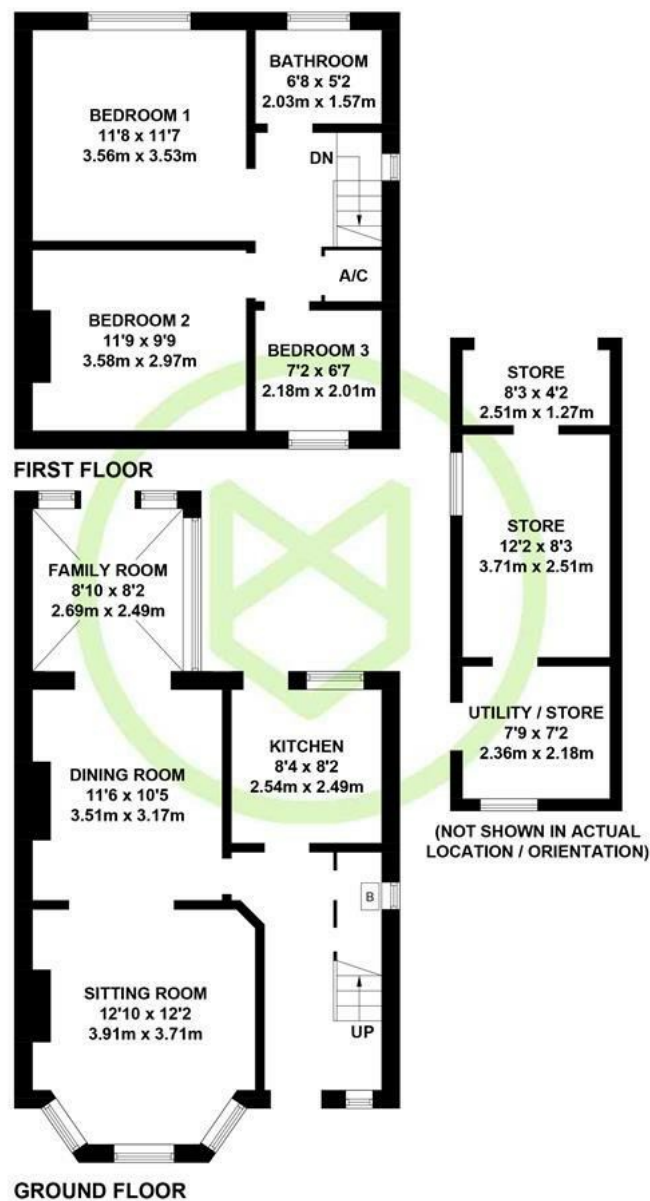 BEDROOM 1
11'8 x 11'7
3.56m x 3.53m
BATHROOM
6'8 x 5'2
2.03m x 1.57m
DN
A/C
BEDROOM 2
11'9 x 9'9
3.58m x 2.97m
BEDROOM 3
7'2 x 6'7
2.18m x 2.01m
FIRST FLOOR
STORE
8'3 x 4'2
2.51m x 1.27m
STORE
12'2 x 8'3
3.71m x 2.51m
UTILITY / STORE
7'9 x 7'2
2.36m x 2.18m
(NOT SHOWN IN ACTUAL
LOCATION / ORIENTATION)
FAMILY ROOM
8'10 x 8'2
2.69m x 2.49m
KITCHEN
8'4 x 8'2
2.54m x 2.49m
DINING ROOM
11'6 x 10'5
3.51m x 3.17m
B
SITTING ROOM
12'10 x 12'2
3.91m x 3.71m
UP
GROUND FLOOR